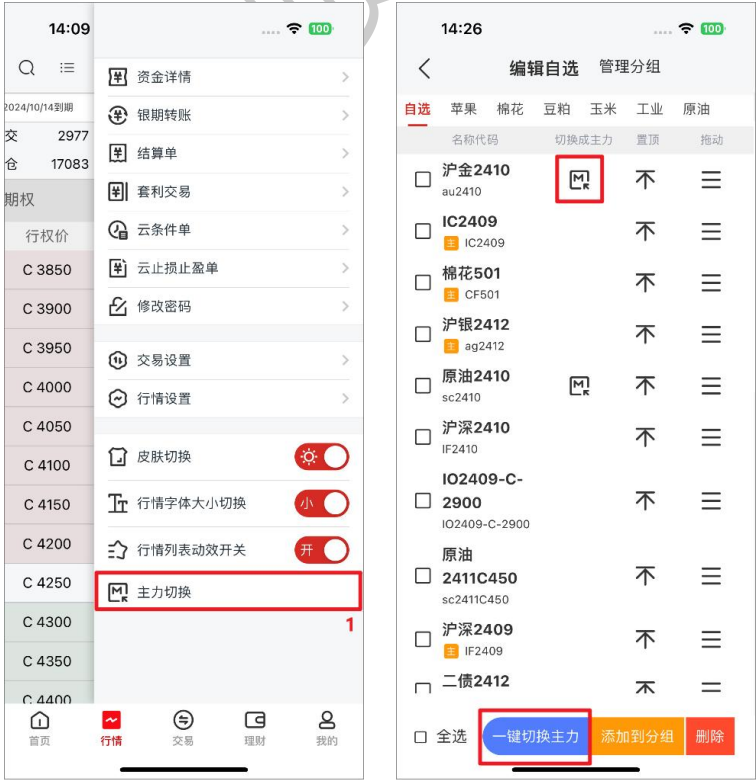 14:09
100
2024/10/14到期
交 2977
仓 17083
期权
行权价
C 3850
C 3900
C 3950
C 4000
C 4050
C 4100
C 4150
C 4200
C 4250
C 4300
C 4350
C 4400
资金详情
银期转账
结算单
套利交易
云条件单
云止损止盈单
修改密码
交易设置
行情设置
皮肤切换
行情字体大小切换 小
行情列表动效开关 开
主力切换
1
首页 行情 交易 理财 我的
14:26
100
编辑自选 管理分组
自选 苹果 棉花 豆粕 玉米 工业 原油
名称代码 切换成主力 置顶 拖动
沪金2410
au2410
IC2409
主 IC2409
棉花501
主 CF501
沪银2412
主 ag2412
原油2410
sc2410
沪深2410
IF2410
IO2409-C-
2900
IO2409-C-2900
原油
2411C450
sc2411C450
沪深2409
主 IF2409
二债2412
全选 一键切换主力 添加到分组 删除